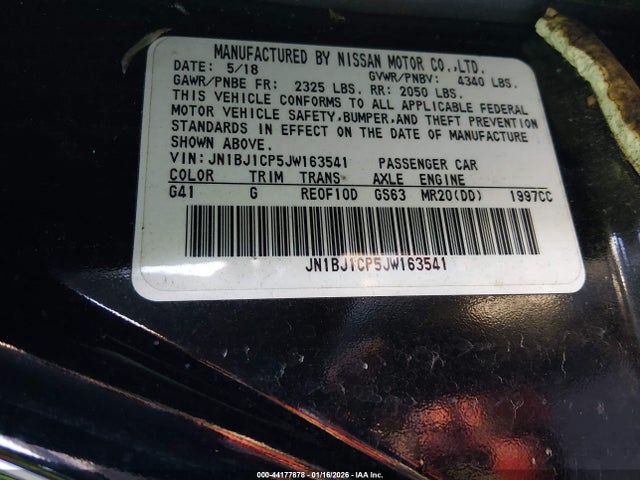 MANUFACTURED BY NISSAN MOTOR CO.,LTD.
DATE: 5/18 GVWR/PNBV: 4340 LBS.
GAWR/PNBE FR: 2325 LBS. RR: 2050 LBS.
THIS VEHICLE CONFORMS TO ALL APPLICABLE FEDERAL
MOTOR VEHICLE SAFETY,BUMPER,AND THEFT PREVENTION
STANDARDS IN EFFECT ON THE DATE OF MANUFACTURE
SHOWN ABOVE.
VIN: JN1BJ1CP5JW163541 PASSENGER CAR
COLOR TRIM TRANS AXLE ENGINE
G41 G RE0F10D GS63 MR20(DD) 1997CC
JN1BJ1CP5JW163541
000-44177878 - 01/16/2026 - IAA Inc.